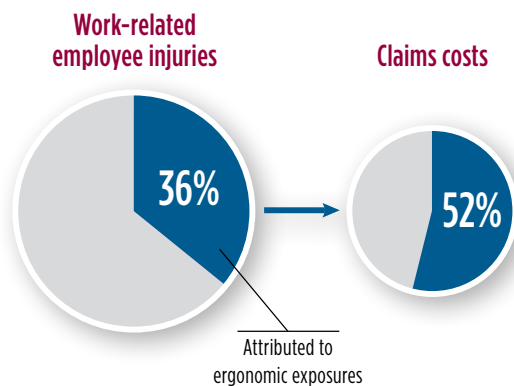 Work-related
employee injuries
Claims costs
36%
52%
Attributed to
ergonomic exposures